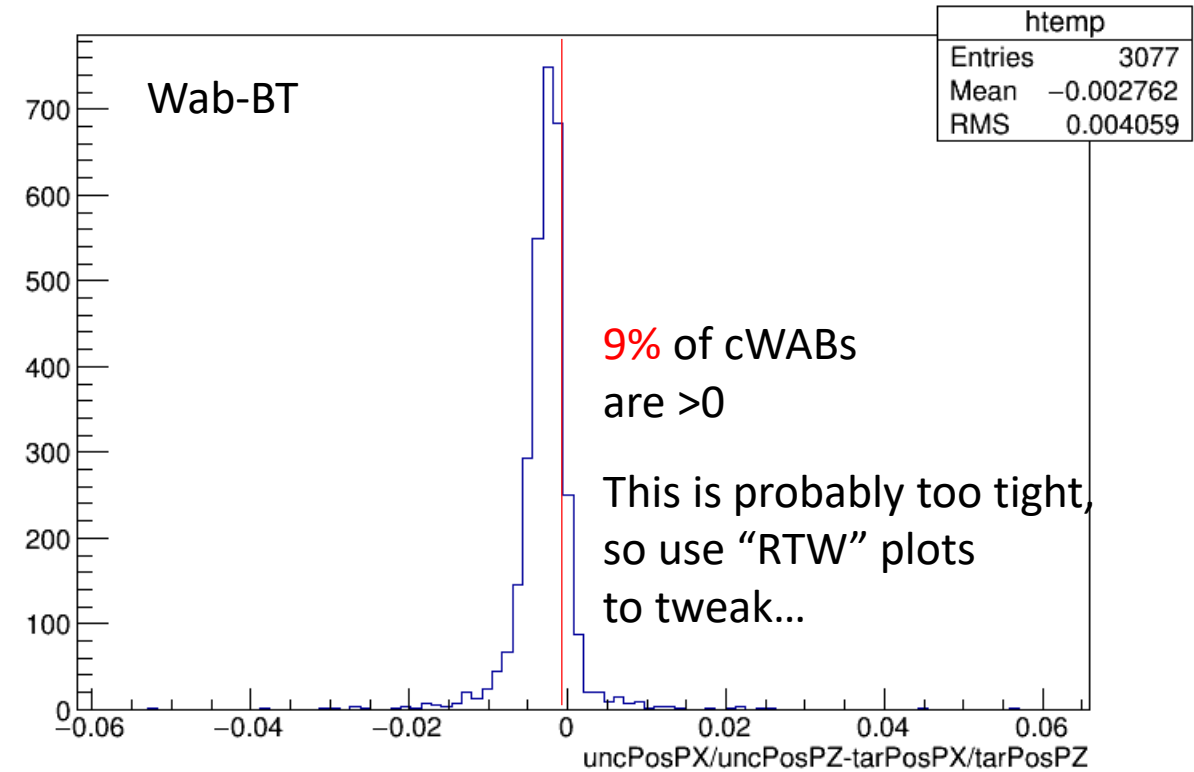 htemp
Entries 3077
Mean −0.002762
RMS 0.004059
Wab-BT
700
600
500
400
300
200
100
0
9% of cWABs
are >0
This is probably too tight,
so use “RTW” plots
to tweak…
−0.06 −0.04 −0.02 0 0.02 0.04 0.06
uncPosPX/uncPosPZ-tarPosPX/tarPosPZ